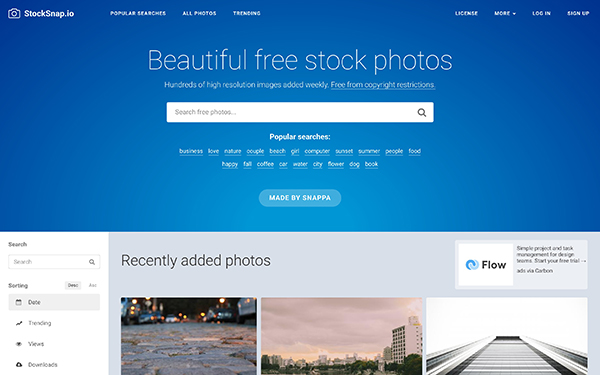 StockSnap.io
POPULAR SEARCHES ALL PHOTOS TRENDING LICENSE MORE LOG IN SIGN UP
Beautiful free stock photos
Hundreds of high resolution images added weekly. Free from copyright restrictions.
Search free photos...
Popular searches:
business love nature couple beach girl computer sunset summer people food
happy fall coffee car water city flower dog book
MADE BY SNAPPA
Search
Search
Sorting Desc Asc
Date
Trending
Views
Downloads
Recently added photos
Flow
Simple project and task
management for design
teams. Start your free trial →
ads via Carbon